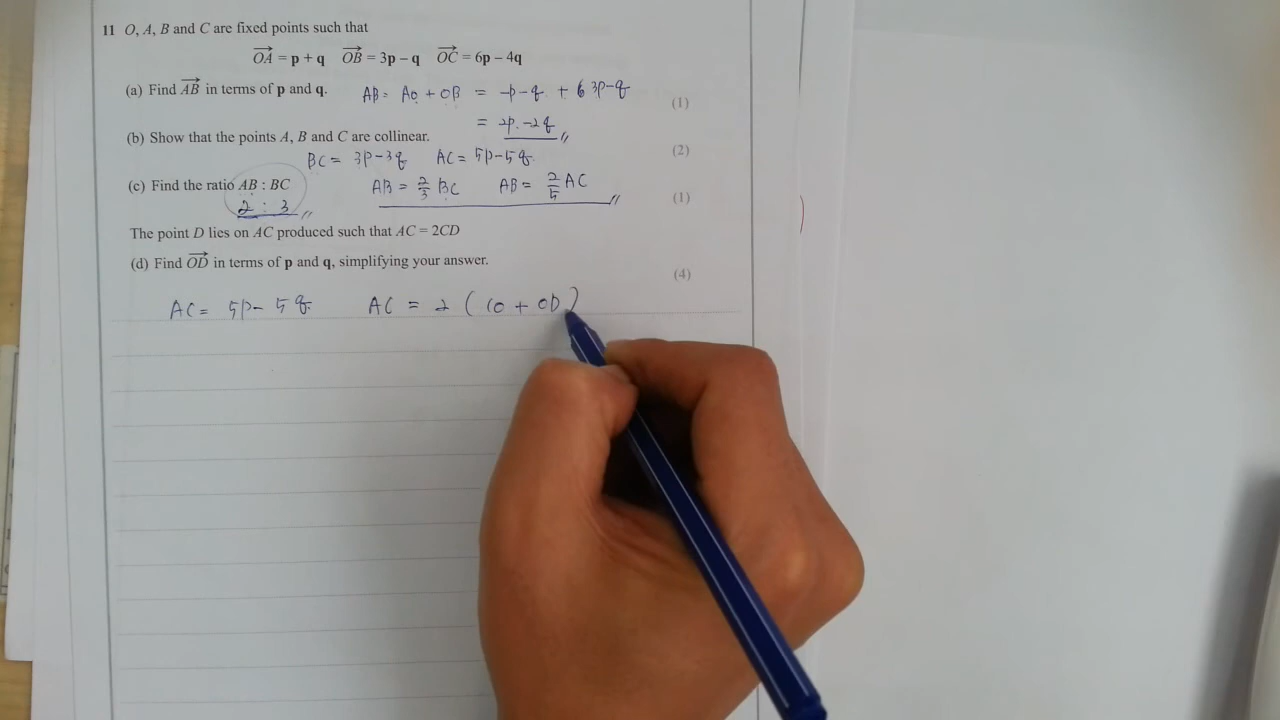 11 O, A, B and C are fixed points such that
OA = p + q OB = 3p – q OC = 6p – 4q
(a) Find AB in terms of p and q.
AB = AO + OB = -p-q + 6 3p-q
(1)
= 2p-2q
(b) Show that the points A, B and C are collinear.
(2)
BC = 3p-3q AC = 5p-5q
(c) Find the ratio AB : BC
AB = 2/3 BC AB = 2/5 AC
(1)
2 : 3
The point D lies on AC produced such that AC = 2CD
(d) Find OD in terms of p and q, simplifying your answer.
(4)
AC = 5p - 5q AC = 2 ( CO + OD )